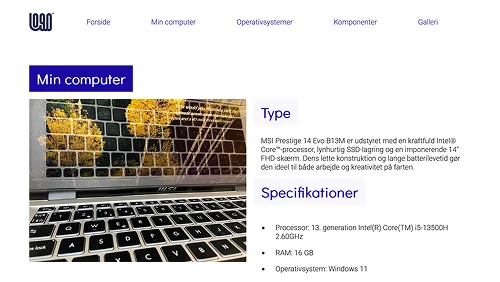 Forside Min computer Operativsystemer Komponenter Galleri
Min computer
Type
MSI Prestige 14 Evo B13M er udstyret med en kraftfuld Intel®
Core™-processor, lynhurtig SSD-lagring og en imponerende 14"
FHD-skærm. Dens lette konstruktion og lange batterilevetid gør
den ideel til både arbejde og kreativitet på farten.
Specifikationer
• Processor: 13. generation Intel(R) Core(TM) i5-13500H
2.60GHz
• RAM: 16 GB
• Operativsystem: Windows 11
msi